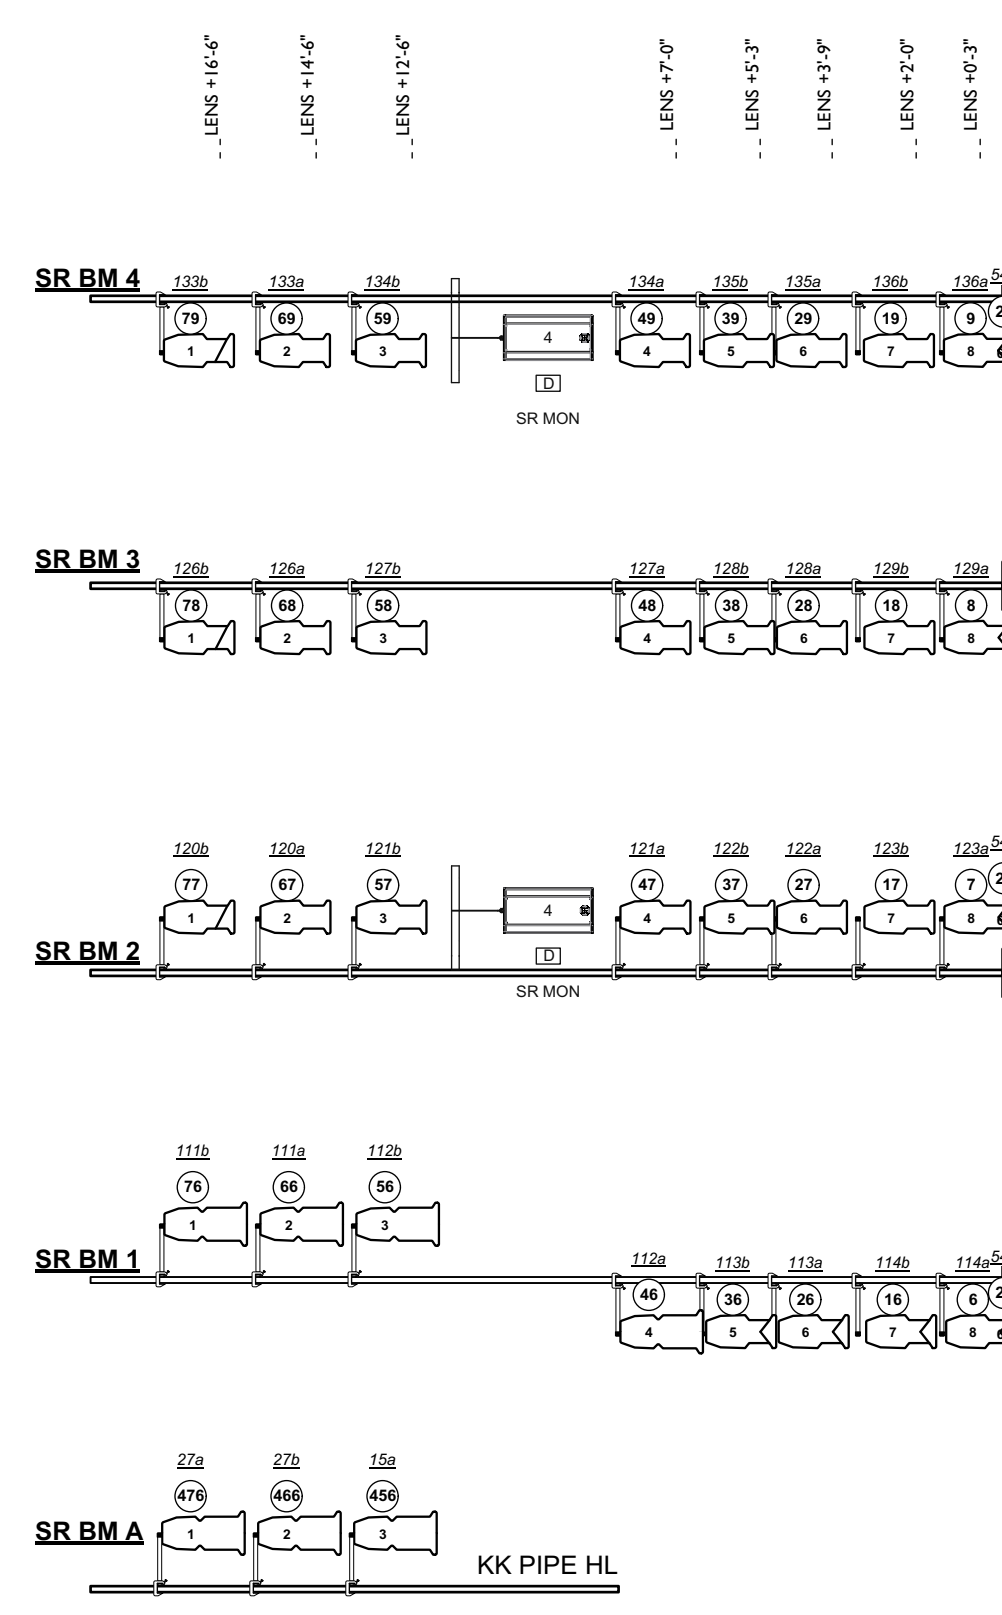 LENS +16'-6" LENS +14'-6" LENS +12'-6" LENS +7'-0" LENS +5'-3" LENS +3'-9" LENS +2'-0" LENS +0'-3"
SR BM 4 133b 133a 134b 134a 135b 135a 136b 136a
79 69 59 49 39 29 19 9
1 2 3 4 4 5 6 7 8
D
SR MON
SR BM 3 126b 126a 127b 127a 128b 128a 129b 129a
78 68 58 48 38 28 18 8
1 2 3 4 5 6 7 8
120b 120a 121b 121a 122b 122a 123b 123a
77 67 57 47 37 27 17 7
1 2 3 4 4 5 6 7 8
SR BM 2 D
SR MON
111b 111a 112b
76 66 56
1 2 3
SR BM 1 112a 113b 113a 114b 114a
46 36 26 16 6
4 5 6 7 8
27a 27b 15a
476 466 456
SR BM A 1 2 3
KK PIPE HL